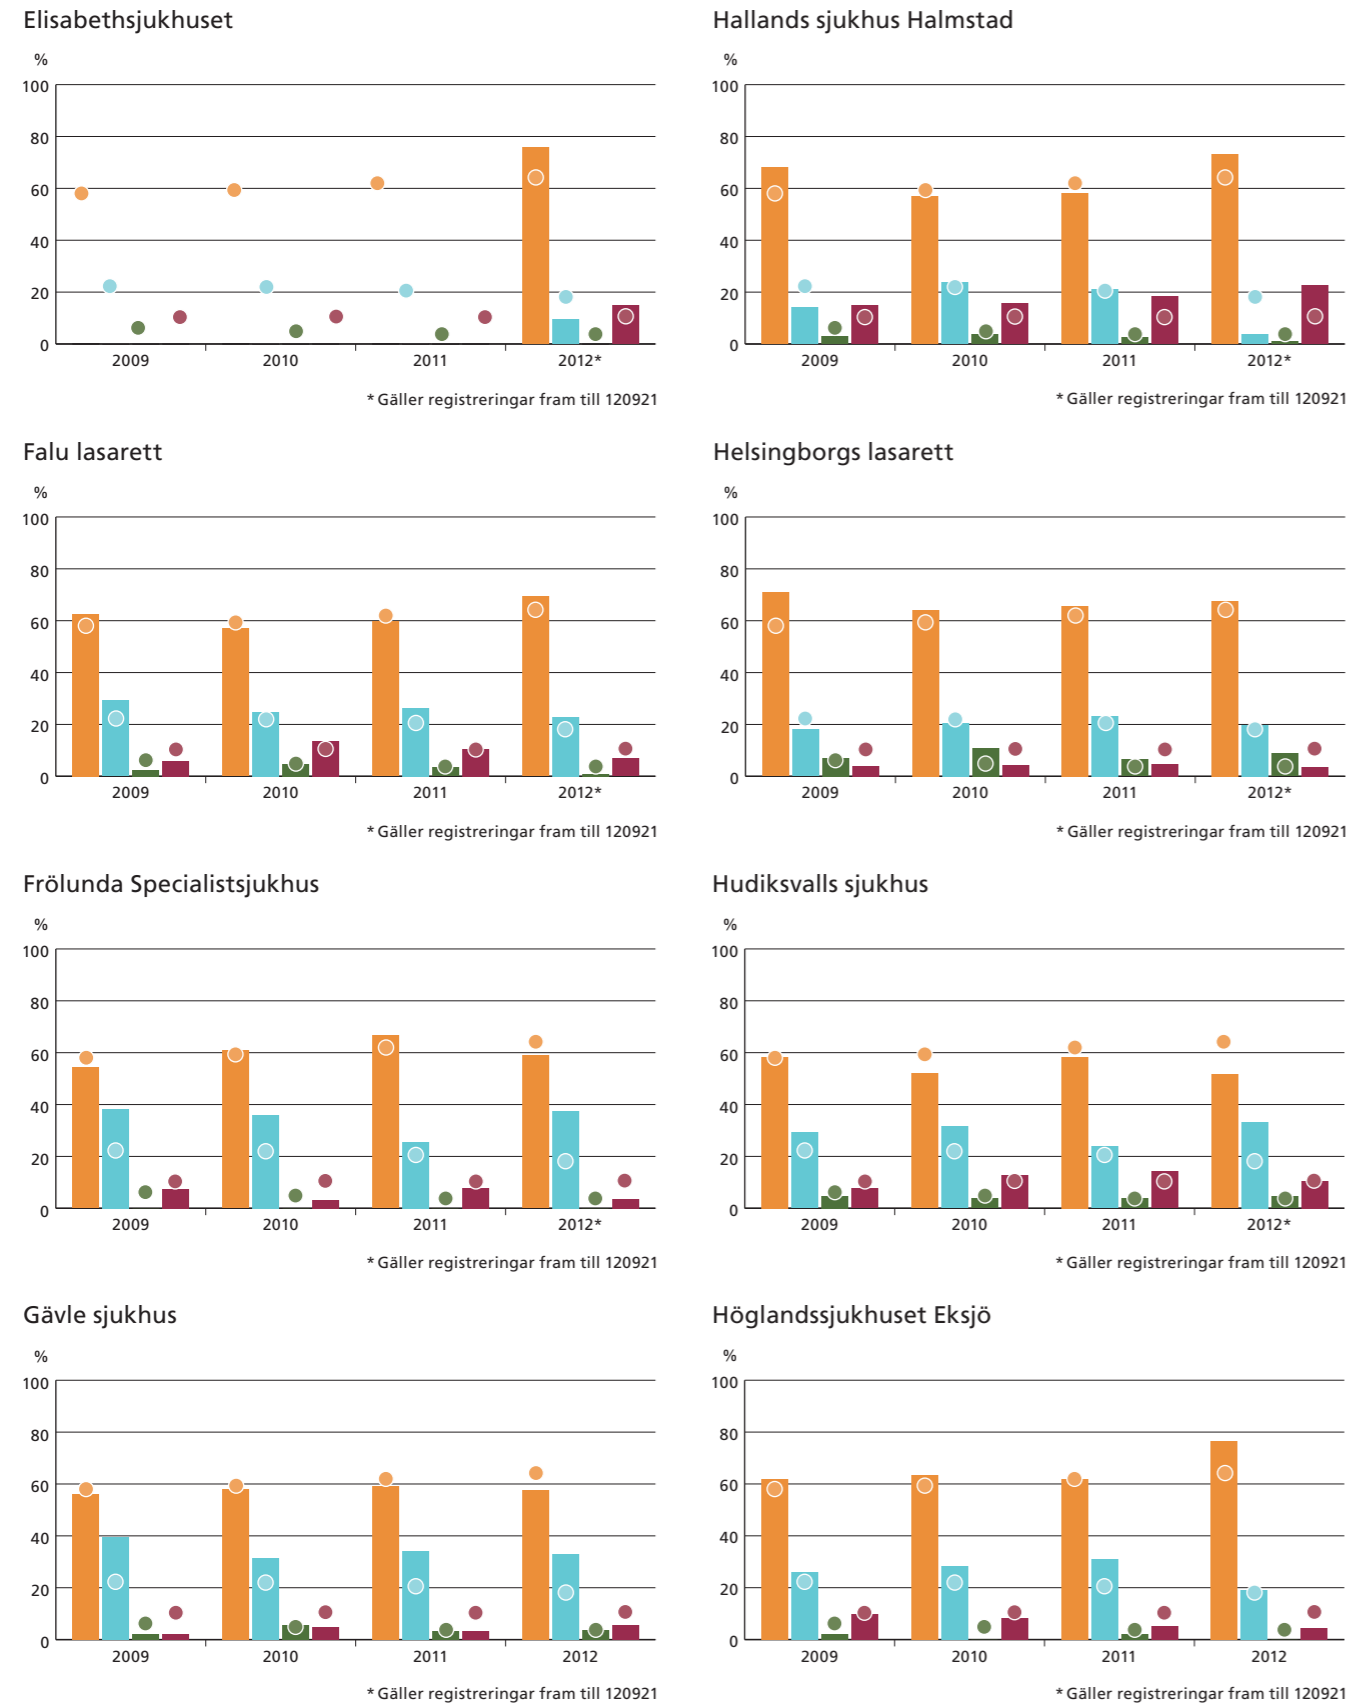 Elisabethsjukhuset
%
100
80
60
40
20
0
2009 2010 2011 2012*
* Gäller registreringar fram till 120921
Hallands sjukhus Halmstad
%
100
80
60
40
20
0
2009 2010 2011 2012*
* Gäller registreringar fram till 120921
Falu lasarett
%
100
80
60
40
20
0
2009 2010 2011 2012*
* Gäller registreringar fram till 120921
Helsingborgs lasarett
%
100
80
60
40
20
0
2009 2010 2011 2012*
* Gäller registreringar fram till 120921
Frölunda Specialistsjukhus
%
100
80
60
40
20
0
2009 2010 2011 2012*
* Gäller registreringar fram till 120921
Hudiksvalls sjukhus
%
100
80
60
40
20
0
2009 2010 2011 2012*
* Gäller registreringar fram till 120921
Gävle sjukhus
%
100
80
60
40
20
0
2009 2010 2011 2012
* Gäller registreringar fram till 120921
Höglandssjukhuset Eksjö
%
100
80
60
40
20
0
2009 2010 2011 2012
* Gäller registreringar fram till 120921